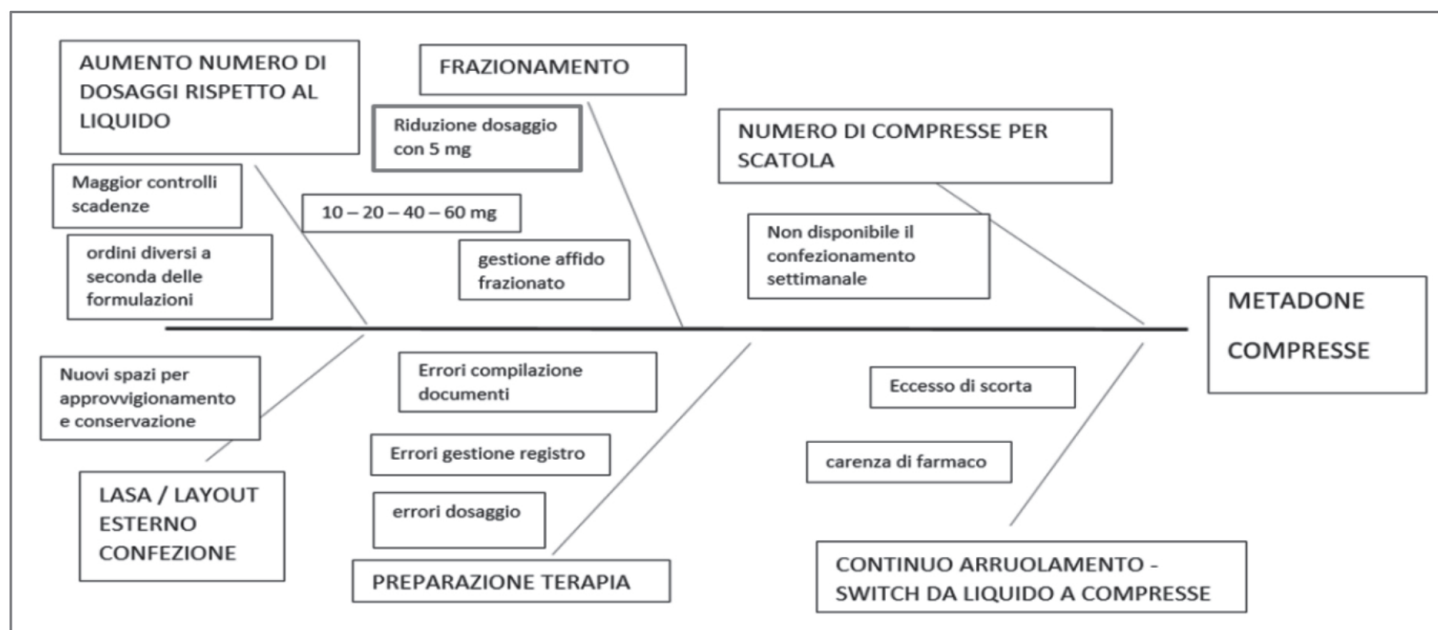 AUMENTO NUMERO DI
DOSAGGI RISPETTO AL
LIQUIDO
FRAZIONAMENTO
Riduzione dosaggio
con 5 mg
NUMERO DI COMPRESSE PER
SCATOLA
Maggior controlli
scadenze
10 – 20 – 40 – 60 mg
ordini diversi a
seconda delle
formulazioni
gestione affido
frazionato
Non disponibile il
confezionamento
settimanale
METADONE
COMPRESSE
Nuovi spazi per
approvvigionamento
e conservazione
Errori compilazione
documenti
Eccesso di scorta
Errori gestione registro
carenza di farmaco
LASA / LAYOUT
ESTERNO
CONFEZIONE
errori dosaggio
PREPARAZIONE TERAPIA
CONTINUO ARRUOLAMENTO -
SWITCH DA LIQUIDO A COMPRESSE